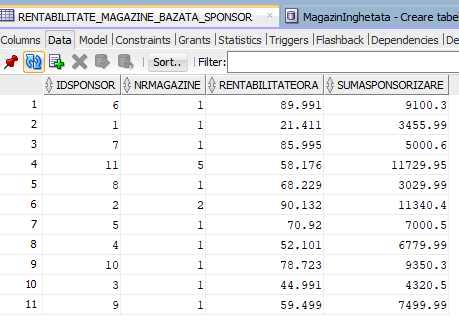 RENTABILITATE_MAGAZINE_BAZATA_SPONSOR × MagazinInghetata - Creare tabel
Columns Data Model Constraints Grants Statistics Triggers Flashback Dependencies De
Sort.. Filter:
IDSPONSOR NRMAGAZINE RENTABILITATEORA SUMASPONSORIZARE
1 6 1 89.991 9100.3
2 1 1 21.411 3455.99
3 7 1 85.995 5000.6
4 11 5 58.176 11729.95
5 8 1 68.229 3029.99
6 2 2 90.132 11340.4
7 5 1 70.92 7000.5
8 4 1 52.101 6779.99
9 10 1 78.723 9350.3
10 3 1 44.991 4320.5
11 9 1 59.499 7499.99